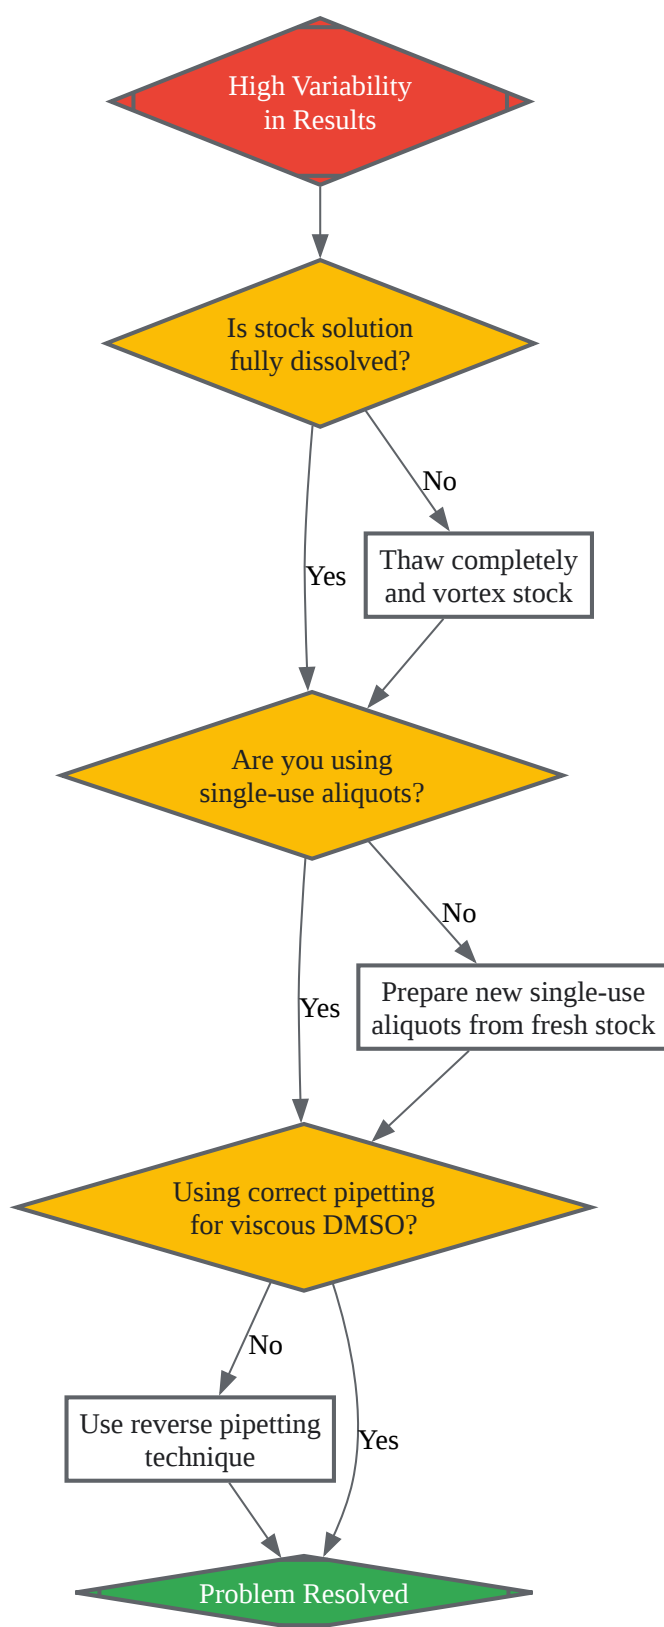 High Variability
in Results
Is stock solution
fully dissolved?
No
Thaw completely
and vortex stock
Yes
Are you using
single-use aliquots?
No
Prepare new single-use
aliquots from fresh stock
Yes
Using correct pipetting
for viscous DMSO?
No
Use reverse pipetting
technique
Yes
Problem Resolved